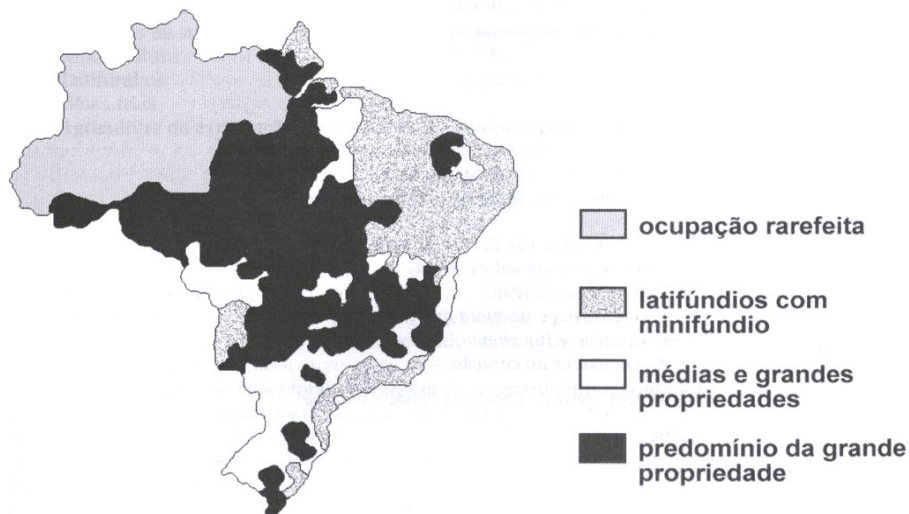 ocupação rarefeita
latifúndios com
minifúndio
médias e grandes
propriedades
predomínio da grande
propriedade